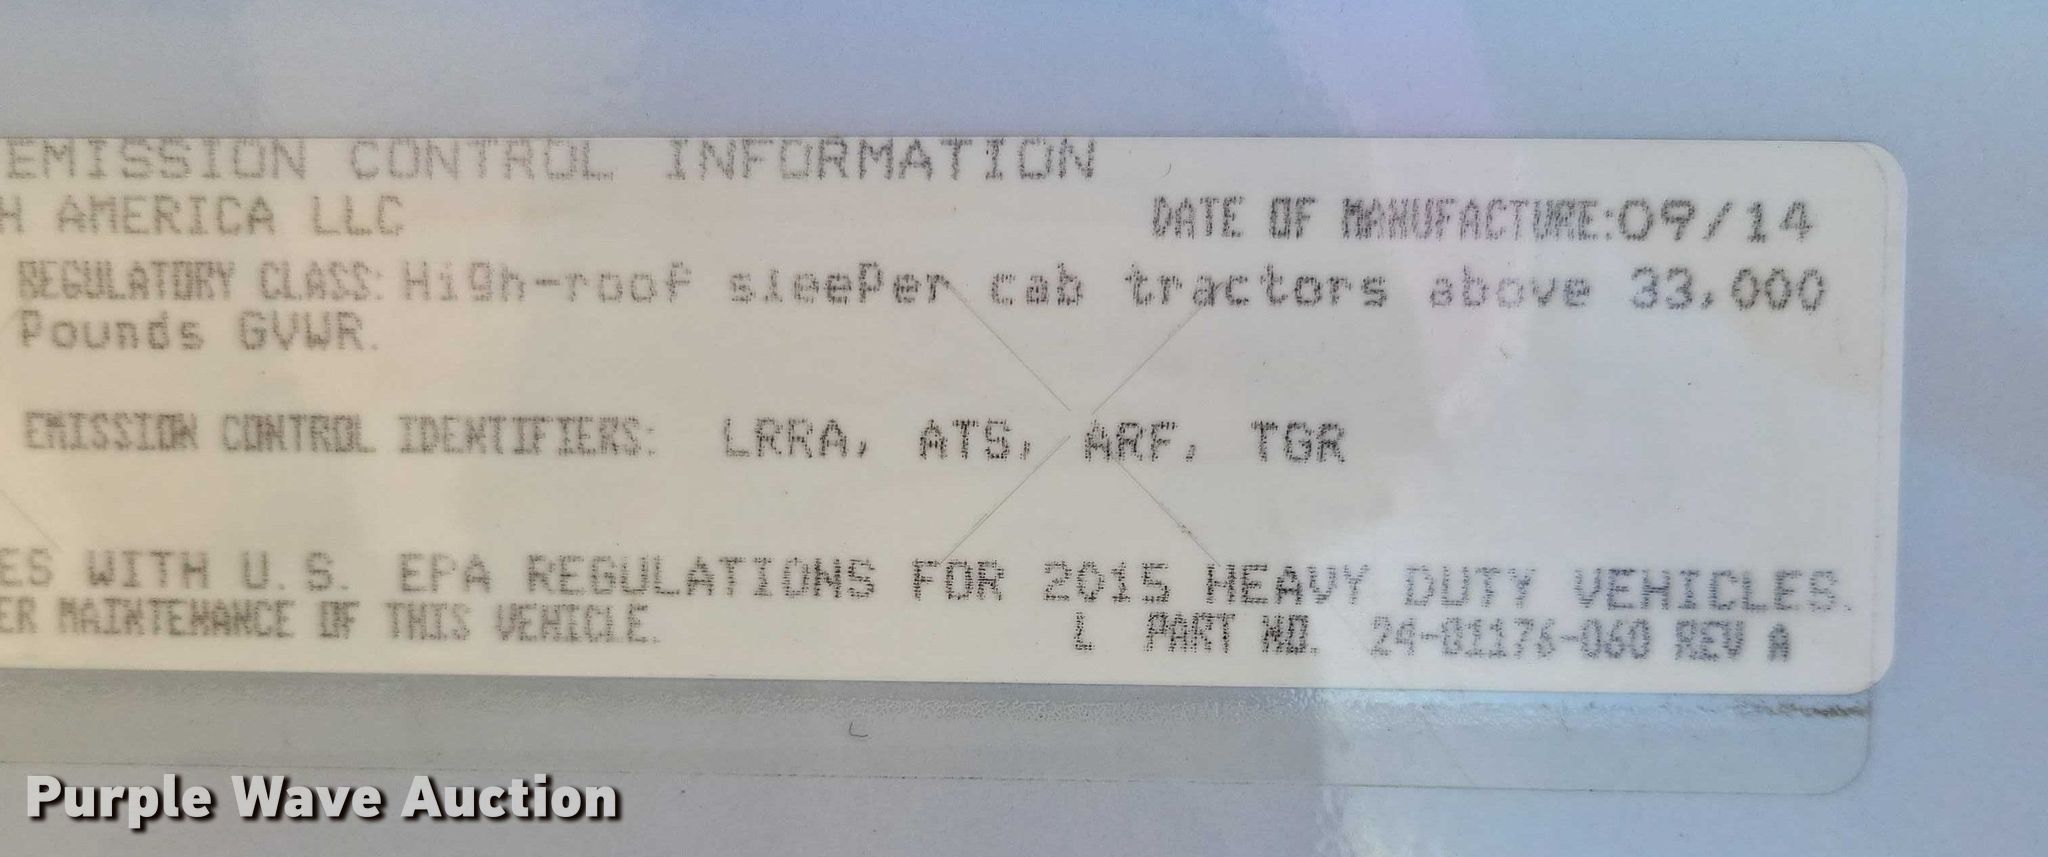 EMISSION CONTROL INFORMATION
H AMERICA LLC
DATE OF MANUFACTURE:09/14
REGULATORY CLASS: High-roof sleeper cab tractors above 33,000
Pounds GVWR.
EMISSION CONTROL IDENTIFIERS: LRRA, ATS, ARF, TGR
ES WITH U.S. EPA REGULATIONS FOR 2015 HEAVY DUTY VEHICLES.
ER MAINTENANCE OF THIS VEHICLE.
L PART NO. 24-01176-060 REV A
Purple Wave Auction